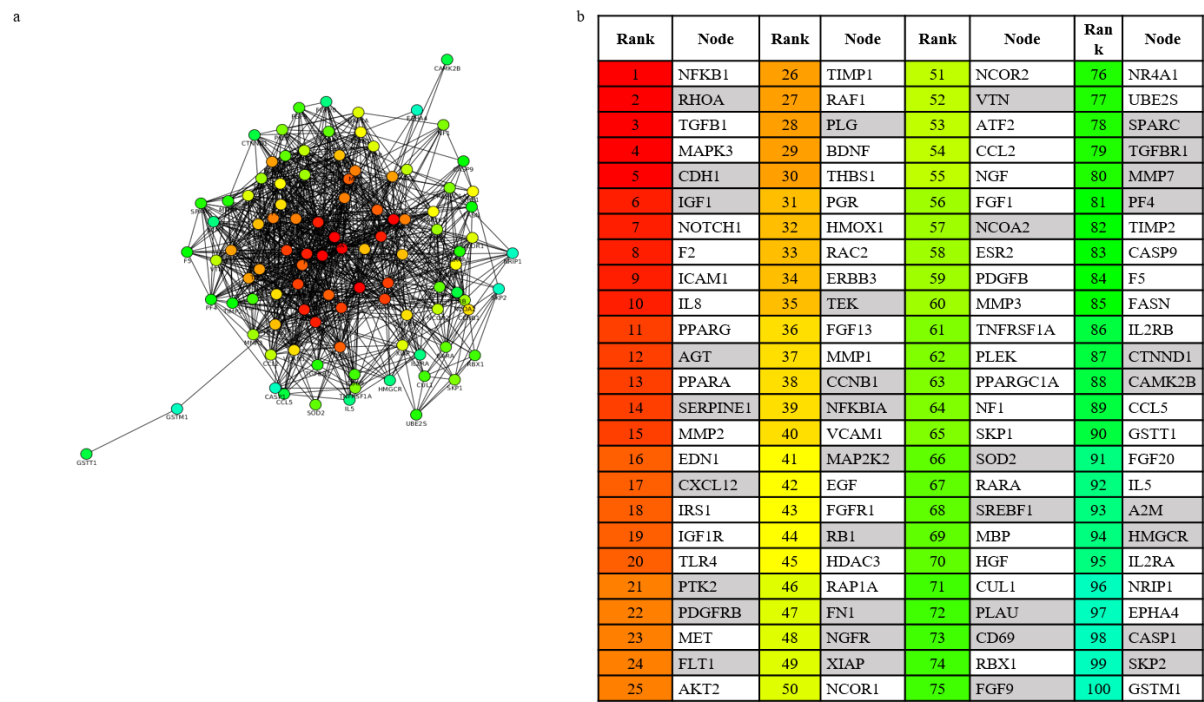 a
b
CAMK2B
CASP9
NRIP1
SKP2
F5
PF4
IL2RA
HMGCR
CASP1
CCL5
IL5
SOD2
TNFRSF1A
RBX1
SKP1
UBE2S
GSTM1
GSTT1
Rank Node Rank Node Rank Node Ran k Node
1 NFKB1 26 TIMP1 51 NCOR2 76 NR4A1
2 RHOA 27 RAF1 52 VTN 77 UBE2S
3 TGFB1 28 PLG 53 ATF2 78 SPARC
4 MAPK3 29 BDNF 54 CCL2 79 TGFBR1
5 CDH1 30 THBS1 55 NGF 80 MMP7
6 IGF1 31 PGR 56 FGF1 81 PF4
7 NOTCH1 32 HMOX1 57 NCOA2 82 TIMP2
8 F2 33 RAC2 58 ESR2 83 CASP9
9 ICAM1 34 ERBB3 59 PDGFB 84 F5
10 IL8 35 TEK 60 MMP3 85 FASN
11 PPARG 36 FGF13 61 TNFRSF1A 86 IL2RB
12 AGT 37 MMP1 62 PLEK 87 CTNND1
13 PPARA 38 CCNB1 63 PPARGC1A 88 CAMK2B
14 SERPINE1 39 NFKBIA 64 NF1 89 CCL5
15 MMP2 40 VCAM1 65 SKP1 90 GSTT1
16 EDN1 41 MAP2K2 66 SOD2 91 FGF20
17 CXCL12 42 EGF 67 RARA 92 IL5
18 IRS1 43 FGFR1 68 SREBF1 93 A2M
19 IGF1R 44 RB1 69 MBP 94 HMGCR
20 TLR4 45 HDAC3 70 HGF 95 IL2RA
21 PTK2 46 RAP1A 71 CUL1 96 NRIP1
22 PDGFRB 47 FN1 72 PLAU 97 EPHA4
23 MET 48 NGFR 73 CD69 98 CASP1
24 FLT1 49 XIAP 74 RBX1 99 SKP2
25 AKT2 50 NCOR1 75 FGF9 100 GSTM1